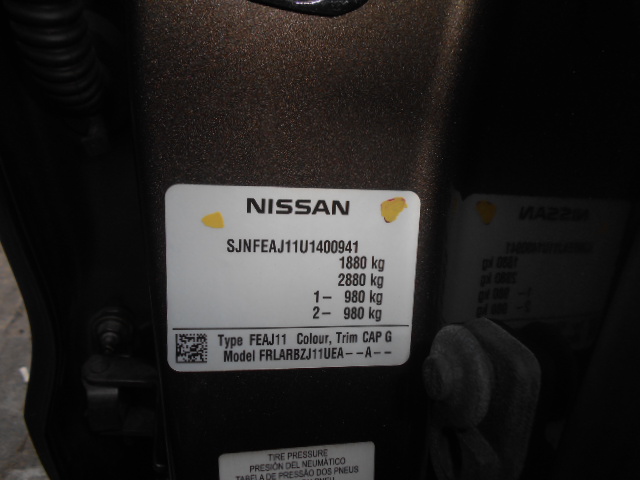 NISSAN
SJNFEAJ11U1400941
1880 kg
2880 kg
1- 980 kg
2- 980 kg
Type FEAJ11 Colour, Trim CAP G
Model FRLARBZJ11UEA--A--
TIRE PRESSURE
PRESIÓN DEL NEUMÁTICO
TABELA DE PRESSÃO DOS PNEUS